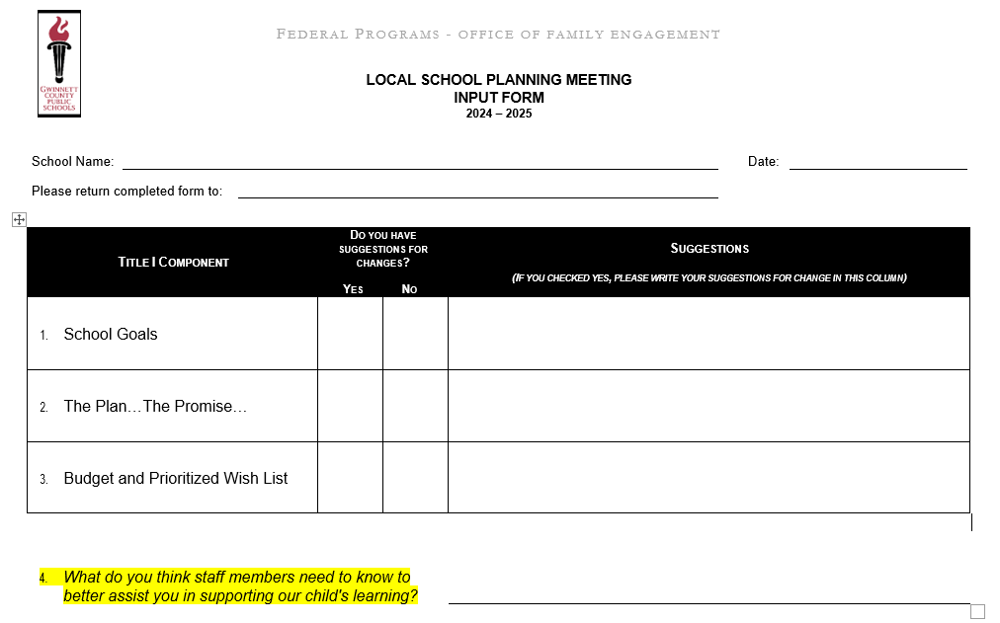 GWINNETT
COUNTY
PUBLIC
SCHOOLS
FEDERAL PROGRAMS - OFFICE OF FAMILY ENGAGEMENT
LOCAL SCHOOL PLANNING MEETING
INPUT FORM
2024 – 2025
School Name:
Date:
Please return completed form to:
TITLE I COMPONENT
DO YOU HAVE
SUGGESTIONS FOR
CHANGES?
YES NO
SUGGESTIONS
(IF YOU CHECKED YES, PLEASE WRITE YOUR SUGGESTIONS FOR CHANGE IN THIS COLUMN)
1. School Goals
2. The Plan…The Promise…
3. Budget and Prioritized Wish List
4. What do you think staff members need to know to
better assist you in supporting our child's learning?